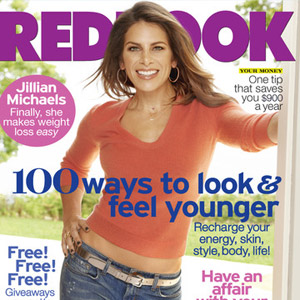 REDBOOK
YOUR MONEY
One tip
that saves
you $900
a year
Jillian
Michaels
Finally, she
makes weight
loss easy
100 ways to look &
feel younger
Recharge your
energy, skin,
style, body, life!
Free!
Free!
Free!
Giveaways
Have an
affair
with your